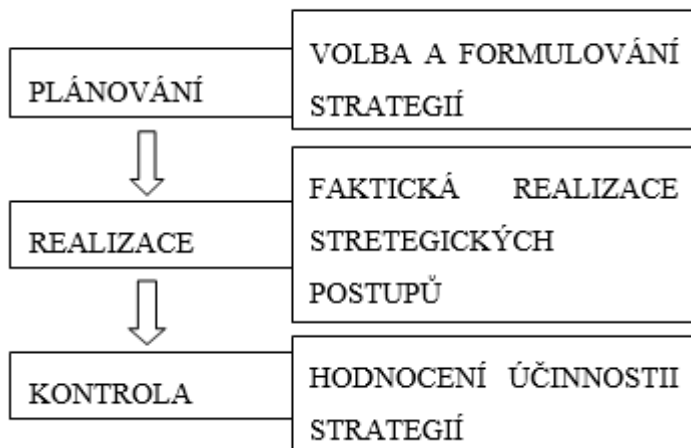 PLÁNOVÁNÍ
VOLBA A FORMULOVÁNÍ
STRATEGIÍ
REALIZACE
FAKTICKÁ REALIZACE
STRETEGICKÝCH
POSTUPŮ
KONTROLA
HODNOCENÍ ÚČINNOSTII
STRATEGIÍ